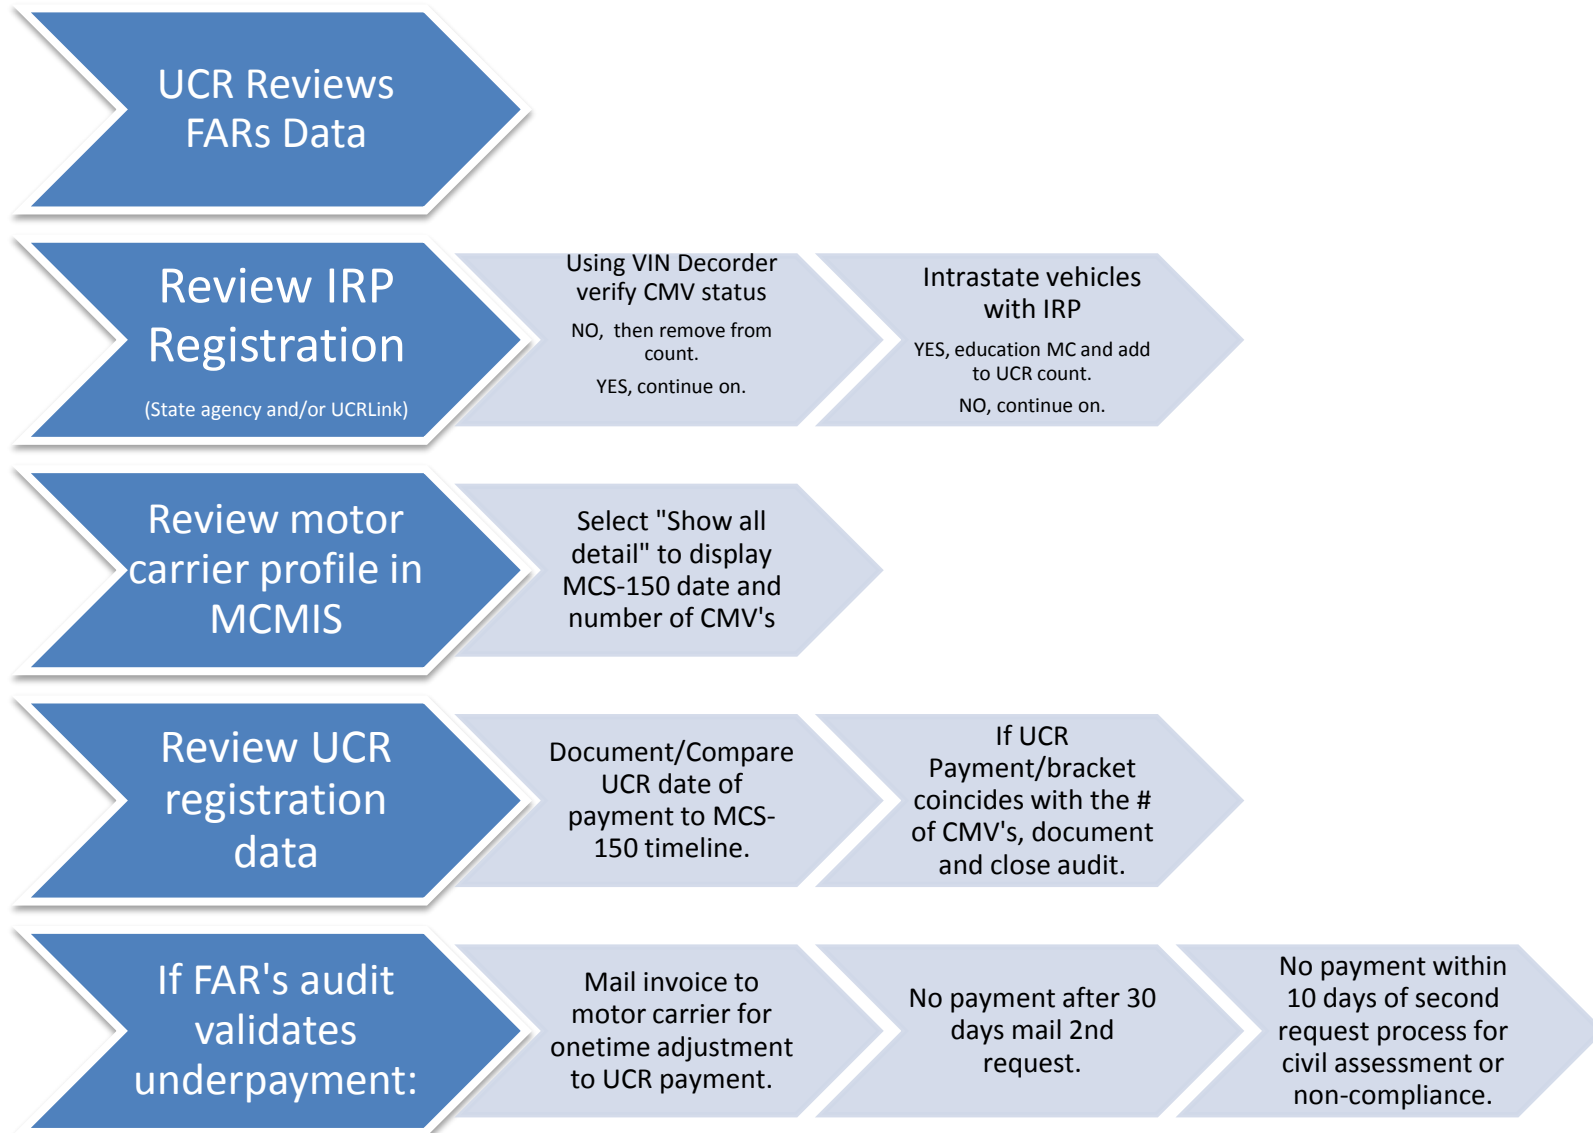 UCR Reviews
FARs Data
Review IRP
Registration
(State agency and/or UCRLink)
Using VIN Decorder
verify CMV status
NO, then remove from
count.
YES, continue on.
Intrastate vehicles
with IRP
YES, education MC and add
to UCR count.
NO, continue on.
Review motor
carrier profile in
MCMIS
Select "Show all
detail" to display
MCS-150 date and
number of CMV's
Review UCR
registration
data
Document/Compare
UCR date of
payment to MCS-
150 timeline.
If UCR
Payment/bracket
coincides with the #
of CMV's, document
and close audit.
If FAR's audit
validates
underpayment:
Mail invoice to
motor carrier for
onetime adjustment
to UCR payment.
No payment after 30
days mail 2nd
request.
No payment within
10 days of second
request process for
civil assessment or
non-compliance.